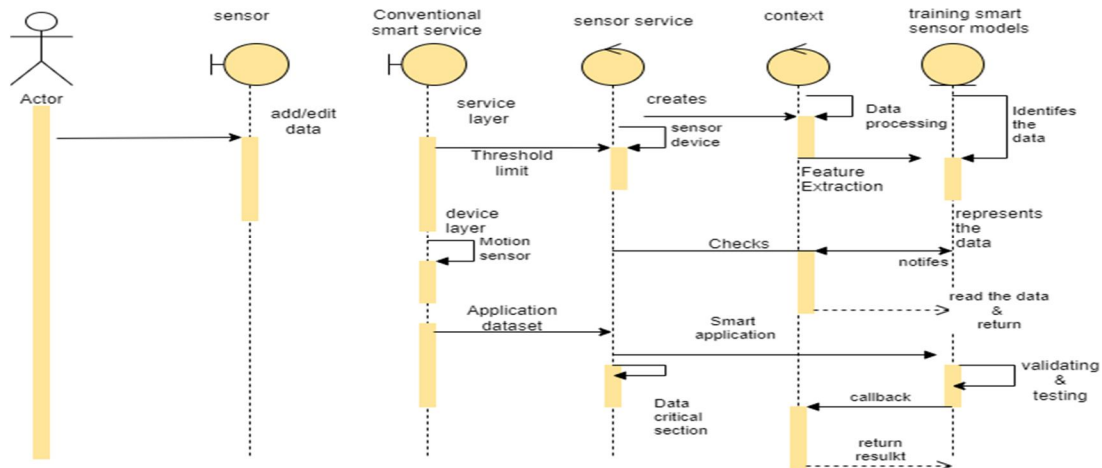 sensor
Conventional
smart service
sensor service
context
training smart
sensor models
Actor
add/edit
data
service
layer
creates
Data
processing
Identifes
the
data
sensor
device
Threshold
limit
Feature
Extraction
device
layer
represents
the
data
Motion
sensor
Checks
notifes
Application
dataset
Smart
application
read the data
&
return
validating
&
testing
Data
critical
section
callback
return
resulkt